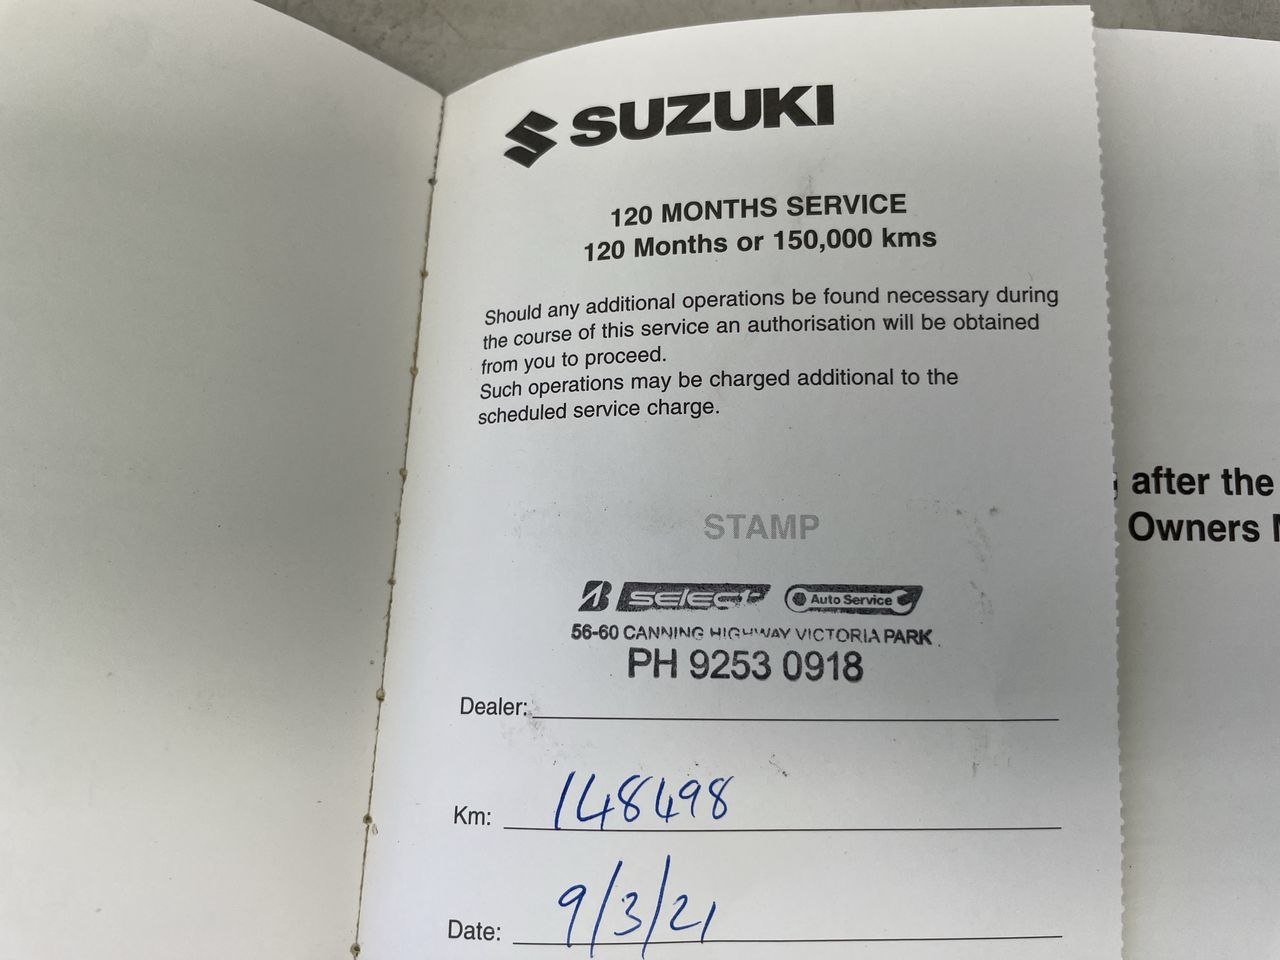 SUZUKI
120 MONTHS SERVICE
120 Months or 150,000 kms
Should any additional operations be found necessary during
the course of this service an authorisation will be obtained
from you to proceed.
Such operations may be charged additional to the
scheduled service charge.
STAMP
B select Auto Service
56-60 CANNING HIGHWAY VICTORIA PARK
PH 9253 0918
Dealer:
Km: 148498
Date: 9/3/21
after the
Owners